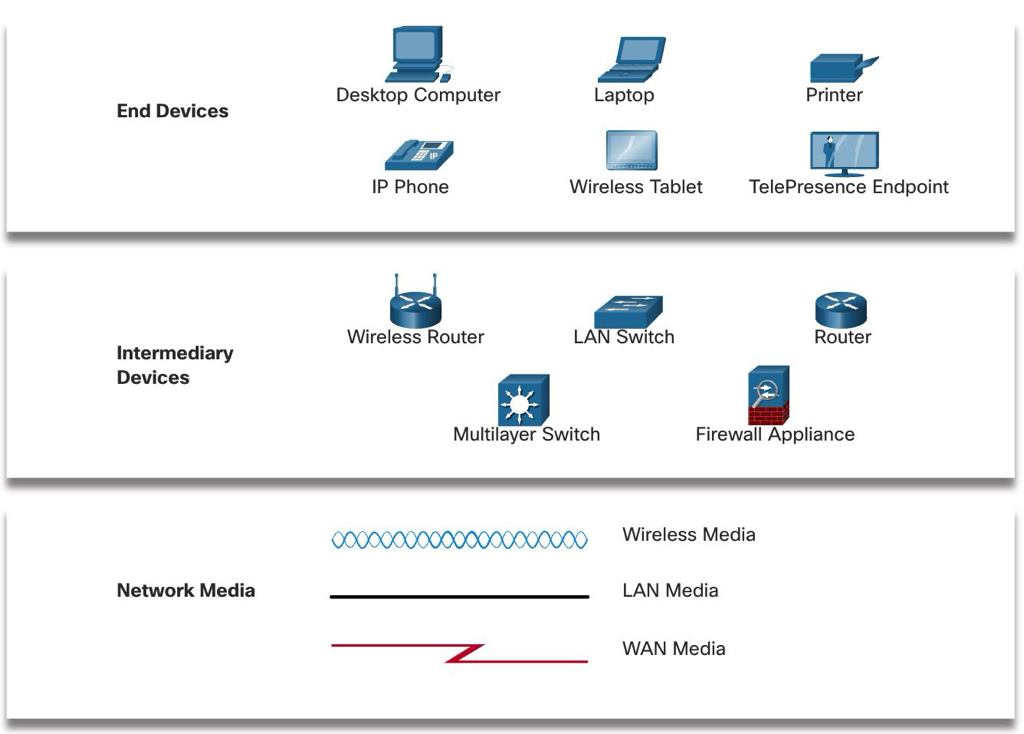 Desktop Computer
Laptop
Printer
End Devices
IP
IP Phone
Wireless Tablet
TelePresence Endpoint
Wireless Router
LAN Switch
Router
Intermediary
Devices
Multilayer Switch
Firewall Appliance
Wireless Media
Network Media
LAN Media
WAN Media